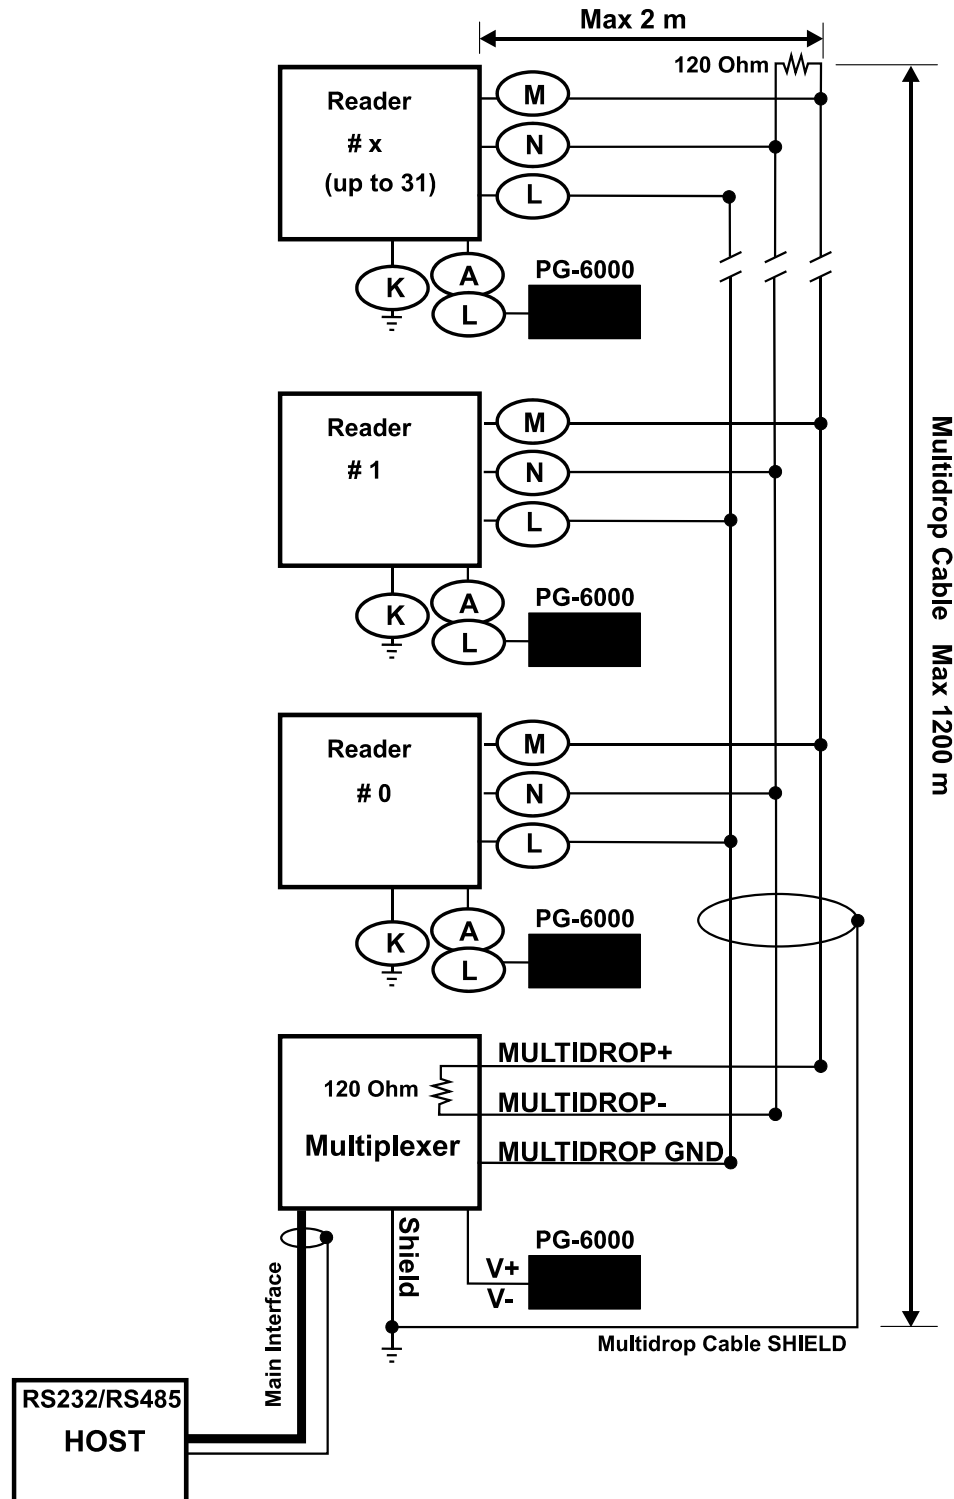 Max 2 m
120 Ohm
Reader
# x
(up to 31)
M
N
L
K
A
L
PG-6000
Reader
# 1
M
N
L
K
A
L
PG-6000
Multidrop Cable Max 1200 m
Reader
# 0
M
N
L
K
A
L
PG-6000
MULTIDROP+
120 Ohm
MULTIDROP-
Multiplexer
MULTIDROP GND
Shield
PG-6000
V+
V-
Main Interface
Multidrop Cable SHIELD
RS232/RS485
HOST